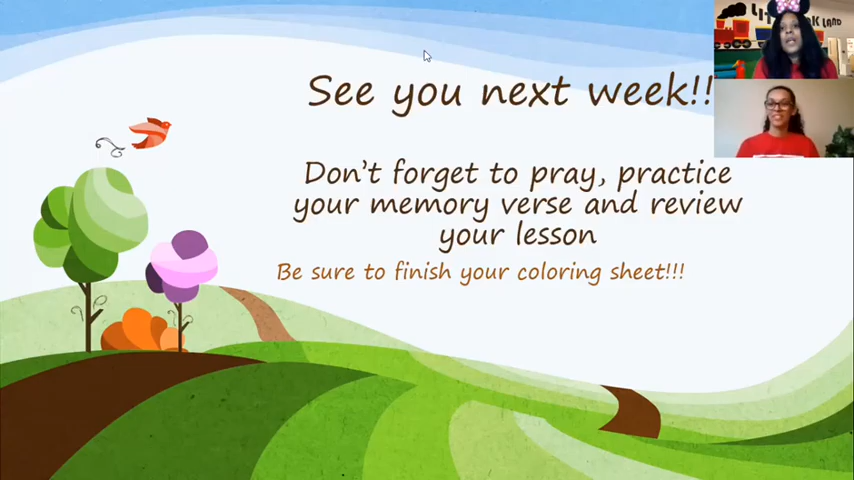 See you next week!!
Don't forget to pray, practice
your memory verse and review
your lesson
Be sure to finish your coloring sheet!!!
LAND